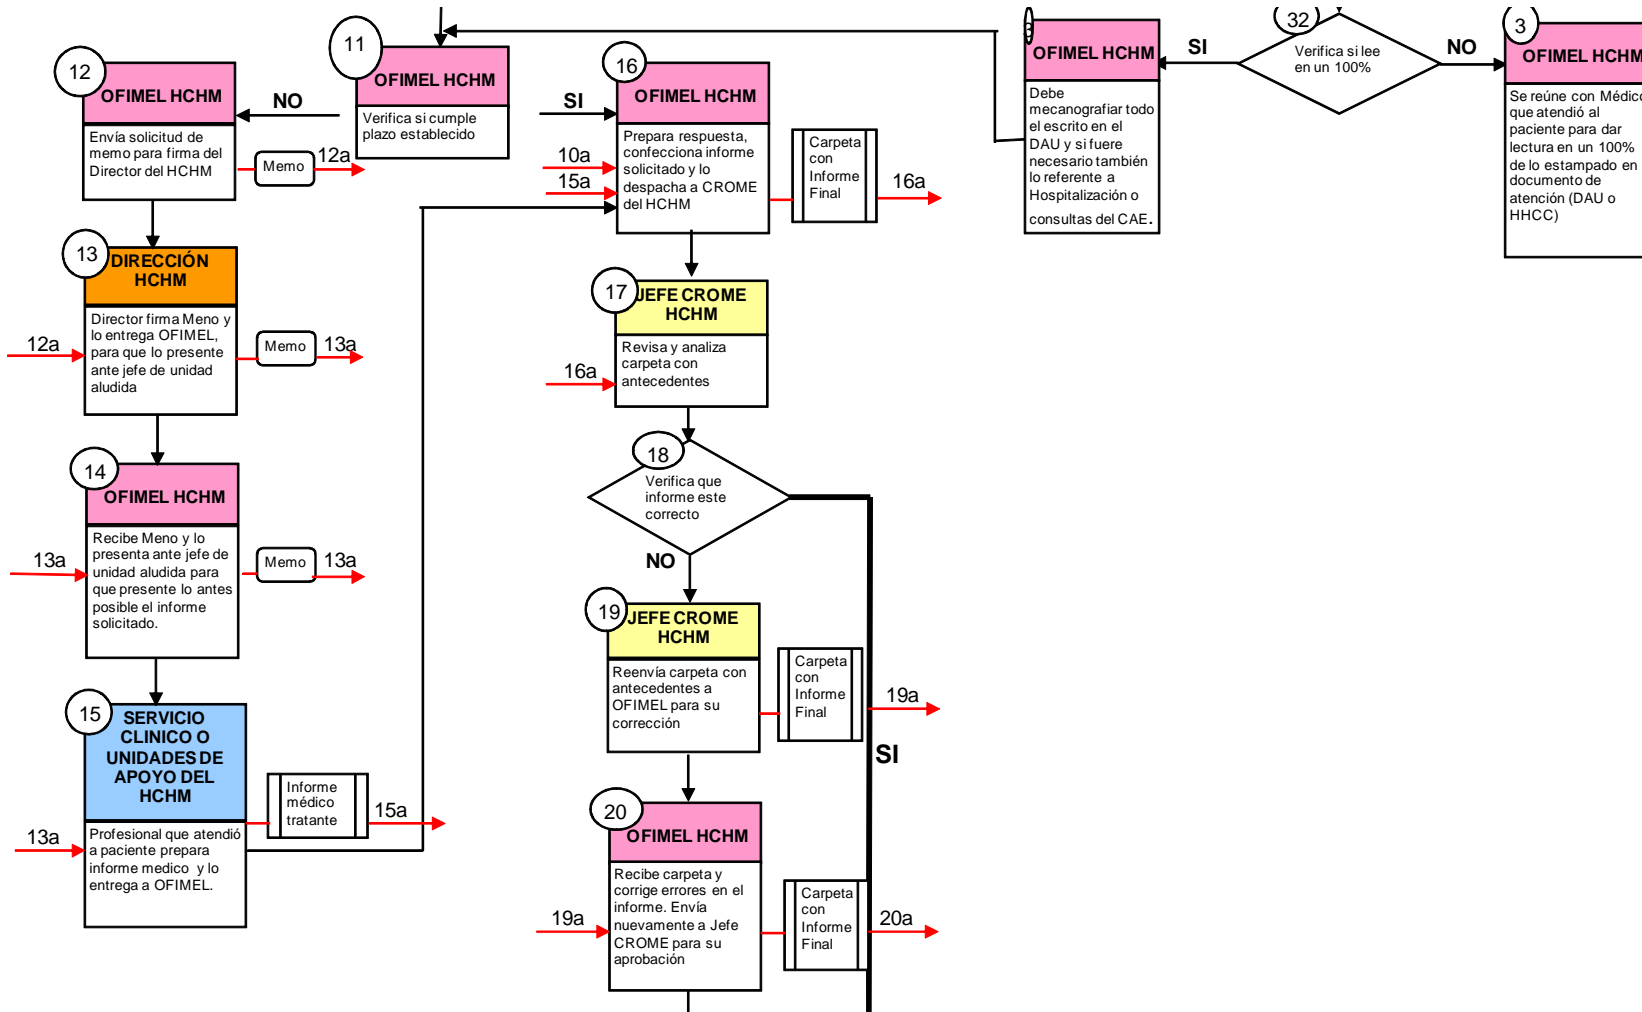 11
OFIMEL HCHM
Verifica si cumple
plazo establecido
NO
SI
12
OFIMEL HCHM
Envía solicitud de
memo para firma del
Director del HCHM
Memo
12a
13
DIRECCIÓN
HCHM
12a
Director firma Meno y
lo entrega OFIMEL,
para que lo presente
ante jefe de unidad
aludida
Memo
13a
14
OFIMEL HCHM
13a
Recibe Meno y lo
presenta ante jefe de
unidad aludida para
que presente lo antes
posible el informe
solicitado.
Memo
13a
15
SERVICIO
CLINICO O
UNIDADES DE
APOYO DEL
HCHM
13a
Profesional que atendió
a paciente prepara
informe medico y lo
entrega a OFIMEL.
Informe
médico
tratante
15a
16
OFIMEL HCHM
10a
15a
Prepara respuesta,
confecciona informe
solicitado y lo
despacha a CROME
del HCHM
Carpeta
con
Informe
Final
16a
17
JEFE CROME
HCHM
16a
Revisa y analiza
carpeta con
antecedentes
18
Verifica que
informe este
correcto
NO
SI
19
JEFE CROME
HCHM
Reenvía carpeta con
antecedentes a
OFIMEL para su
corrección
Carpeta
con
Informe
Final
19a
20
OFIMEL HCHM
19a
Recibe carpeta y
corrige errores en el
informe. Envía
nuevamente a Jefe
CROME para su
aprobación
Carpeta
con
Informe
Final
20a
3
OFIMEL HCHM
Debe
mecanografiar todo
el escrito en el
DAU y si fuere
necesario también
lo referente a
Hospitalización o
consultas del CAE.
SI
32
Verifica si lee
en un 100%
NO
3
OFIMEL HCHM
Se reúne con Médico
que atendió al
paciente para dar
lectura en un 100%
de lo estampado en
documento de
atención (DAU o
HHCC)